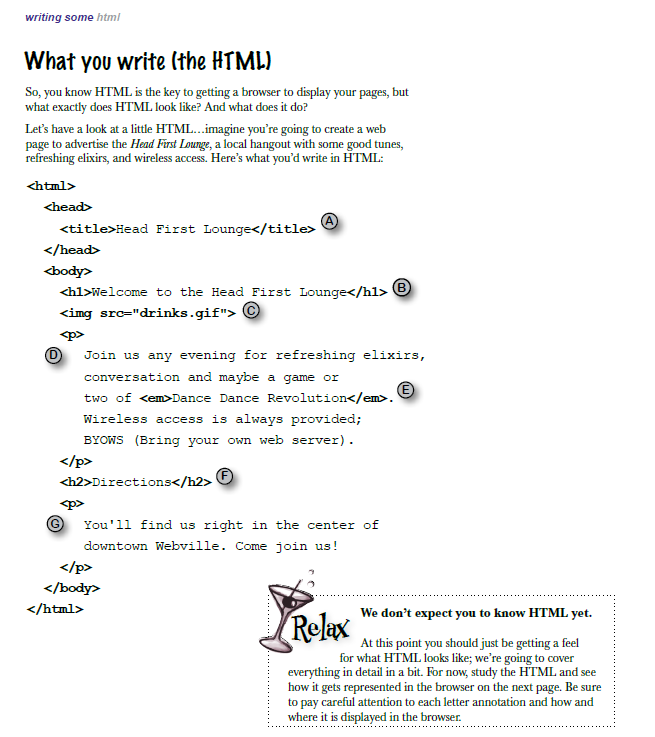 writing some html
What you write (the HTML)
So, you know HTML is the key to getting a browser to display your pages, but
what exactly does HTML look like? And what does it do?
Let's have a look at a little HTML...imagine you're going to create a web
page to advertise the Head First Lounge, a local hangout with some good tunes,
refreshing elixirs, and wireless access. Here's what you'd write in HTML:
<html>
<head>
<title>Head First Lounge</title> A
</head>
<body>
<h1>Welcome to the Head First Lounge</h1> B
<img src="drinks.gif"> C
<p>
D Join us any evening for refreshing elixirs,
conversation and maybe a game or
two of <em>Dance Dance Revolution</em>. E
Wireless access is always provided;
BYOWS (Bring your own web server).
</p>
<h2>Directions</h2> F
<p>
G You'll find us right in the center of
downtown Webville. Come join us!
</p>
</body>
</html>
Relax
We don't expect you to know HTML yet.
At this point you should just be getting a feel
for what HTML looks like; we're going to cover
everything in detail in a bit. For now, study the HTML and see
how it gets represented in the browser on the next page. Be sure
to pay careful attention to each letter annotation and how and
where it is displayed in the browser.